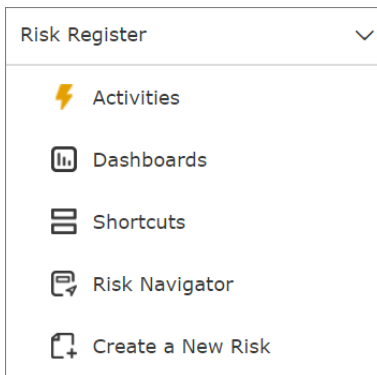 Risk Register
Activities
Dashboards
Shortcuts
Risk Navigator
Create a New Risk